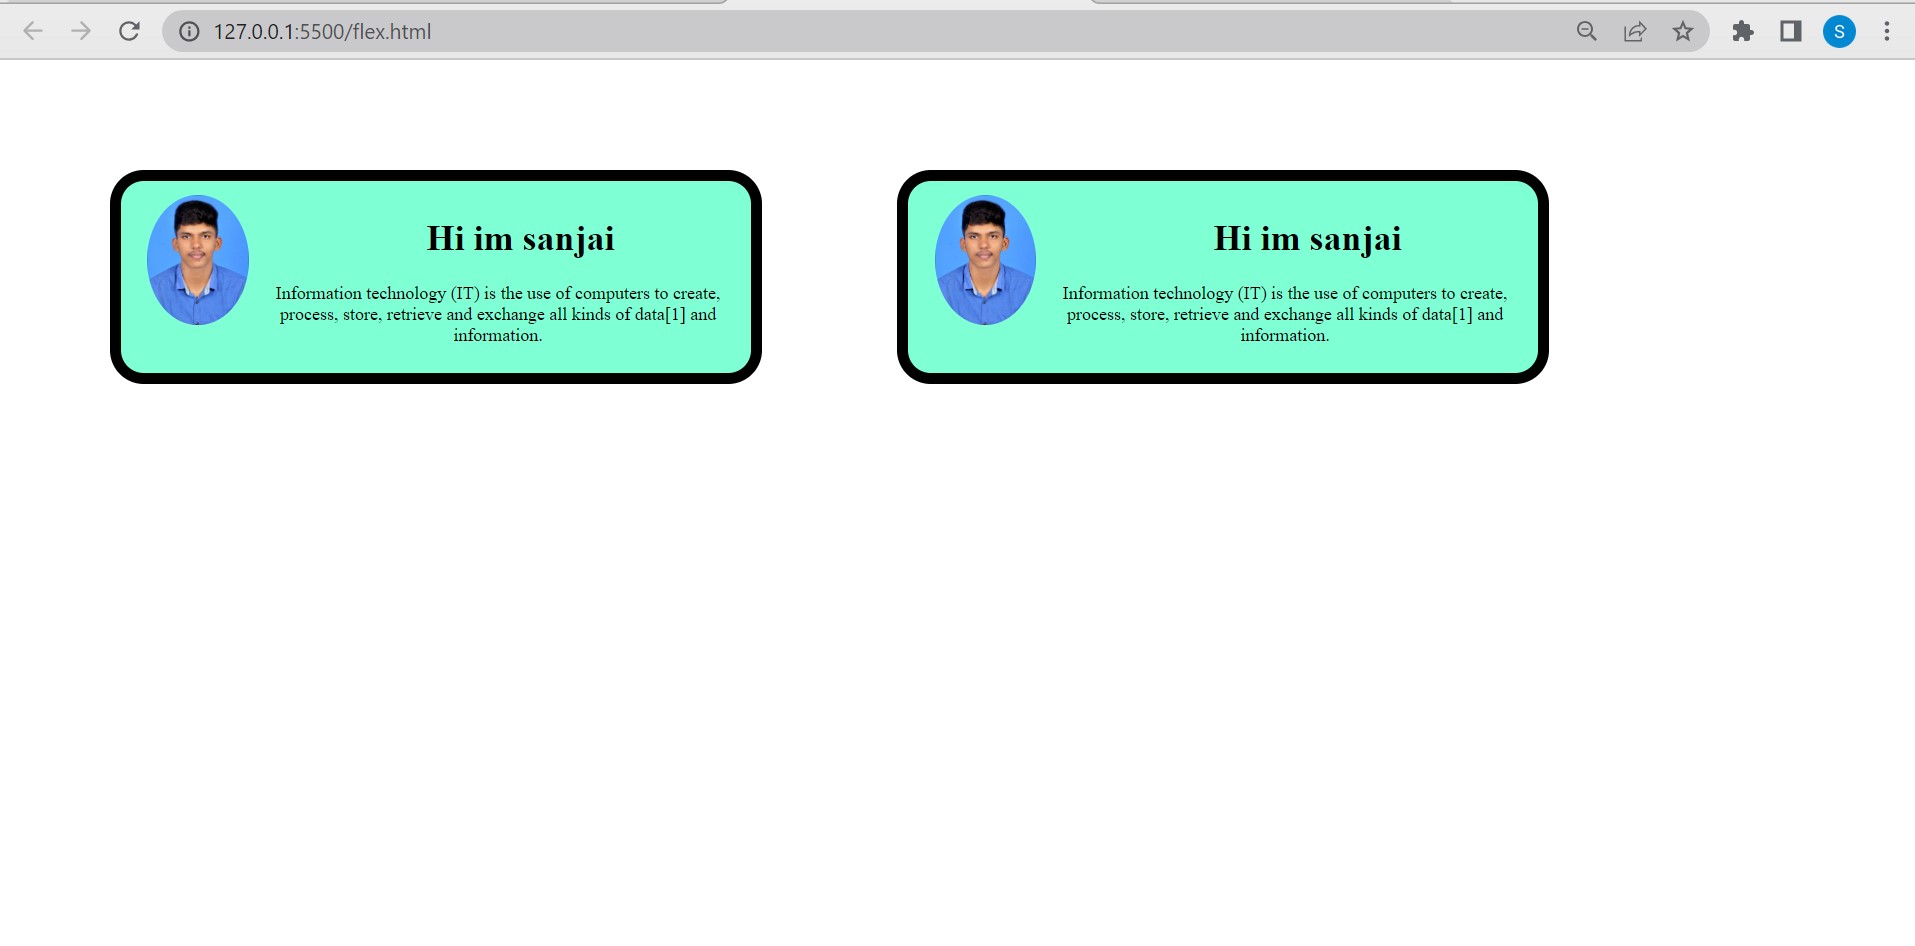 127.0.0.1:5500/flex.html
S
Hi im sanjai
Information technology (IT) is the use of computers to create,
process, store, retrieve and exchange all kinds of data[1] and
information.
Hi im sanjai
Information technology (IT) is the use of computers to create,
process, store, retrieve and exchange all kinds of data[1] and
information.